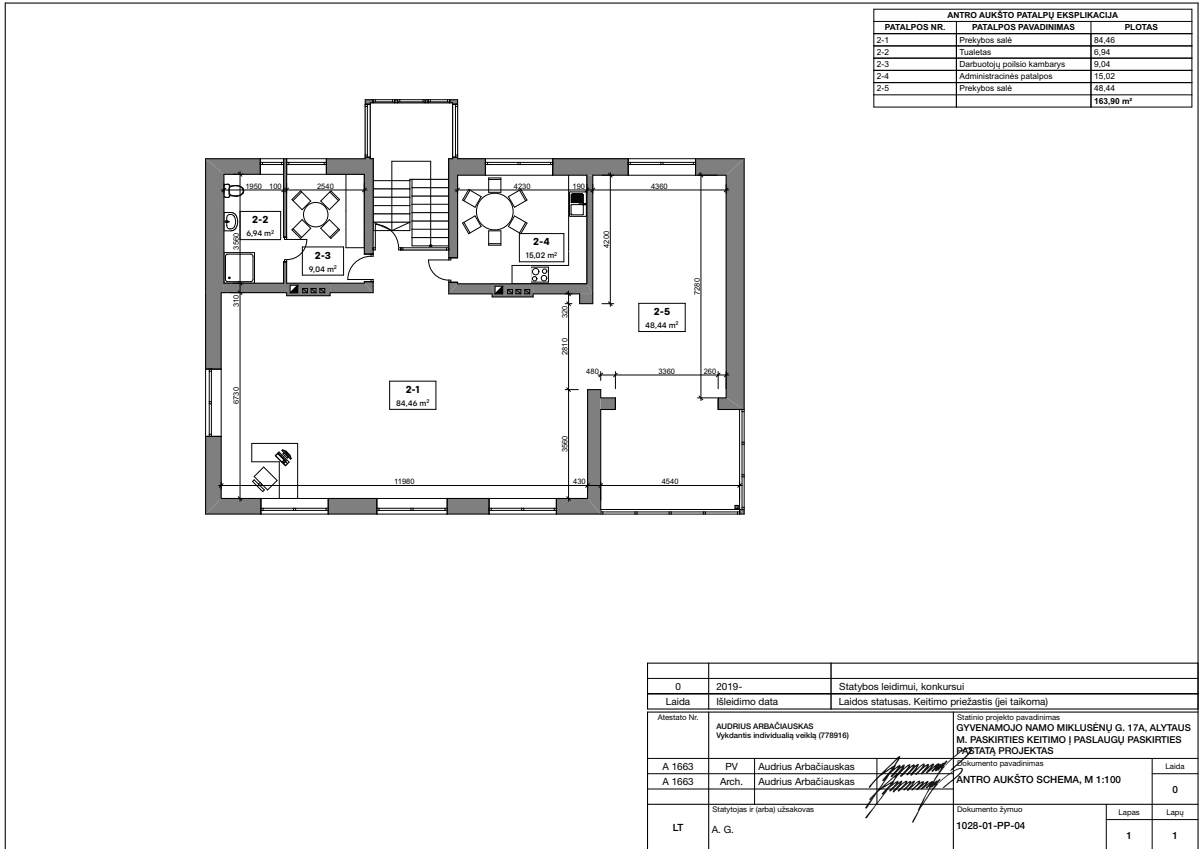 ANTRO AUKŠTO PATALPŲ EKSPLIKACIJA
PATALPOS NR. PATALPOS PAVADINIMAS PLOTAS
2-1 Prekybos salė 84,46
2-2 Tualetas 6,94
2-3 Darbuotojų poilsio kambarys 9,04
2-4 Administracinės patalpos 15,02
2-5 Prekybos salė 48,44
163,90 m²
1950 100 2540 4230 190 4360
2-2
6,94 m²
3560
2-3
9,04 m²
2-4
15,02 m²
4200
7280
310
320
2-5
48,44 m²
2810
480 3360 260
6730
2-1
84,46 m²
3560
11980 430 4540
0 2019- Statybos leidimui, konkursui
Laida Išleidimo data Laidos statusas. Keitimo priežastis (jei taikoma)
Atestato Nr.
AUDRIUS ARBAČIAUSKAS
Vykdantis individualią veiklą (778916)
Statinio projekto pavadinimas
GYVENAMOJO NAMO MIKLUSĖNŲ G. 17A, ALYTAUS
M. PASKIRTIES KEITIMO Į PASLAUGŲ PASKIRTIES
PASTATĄ PROJEKTAS
A 1663 PV Audrius Arbačiauskas
A 1663 Arch. Audrius Arbačiauskas
Dokumento pavadinimas
ANTRO AUKŠTO SCHEMA, M 1:100
Laida
0
LT
Statytojas ir (arba) užsakovas
A. G.
Dokumento žymuo
1028-01-PP-04
Lapas Lapų
1 1